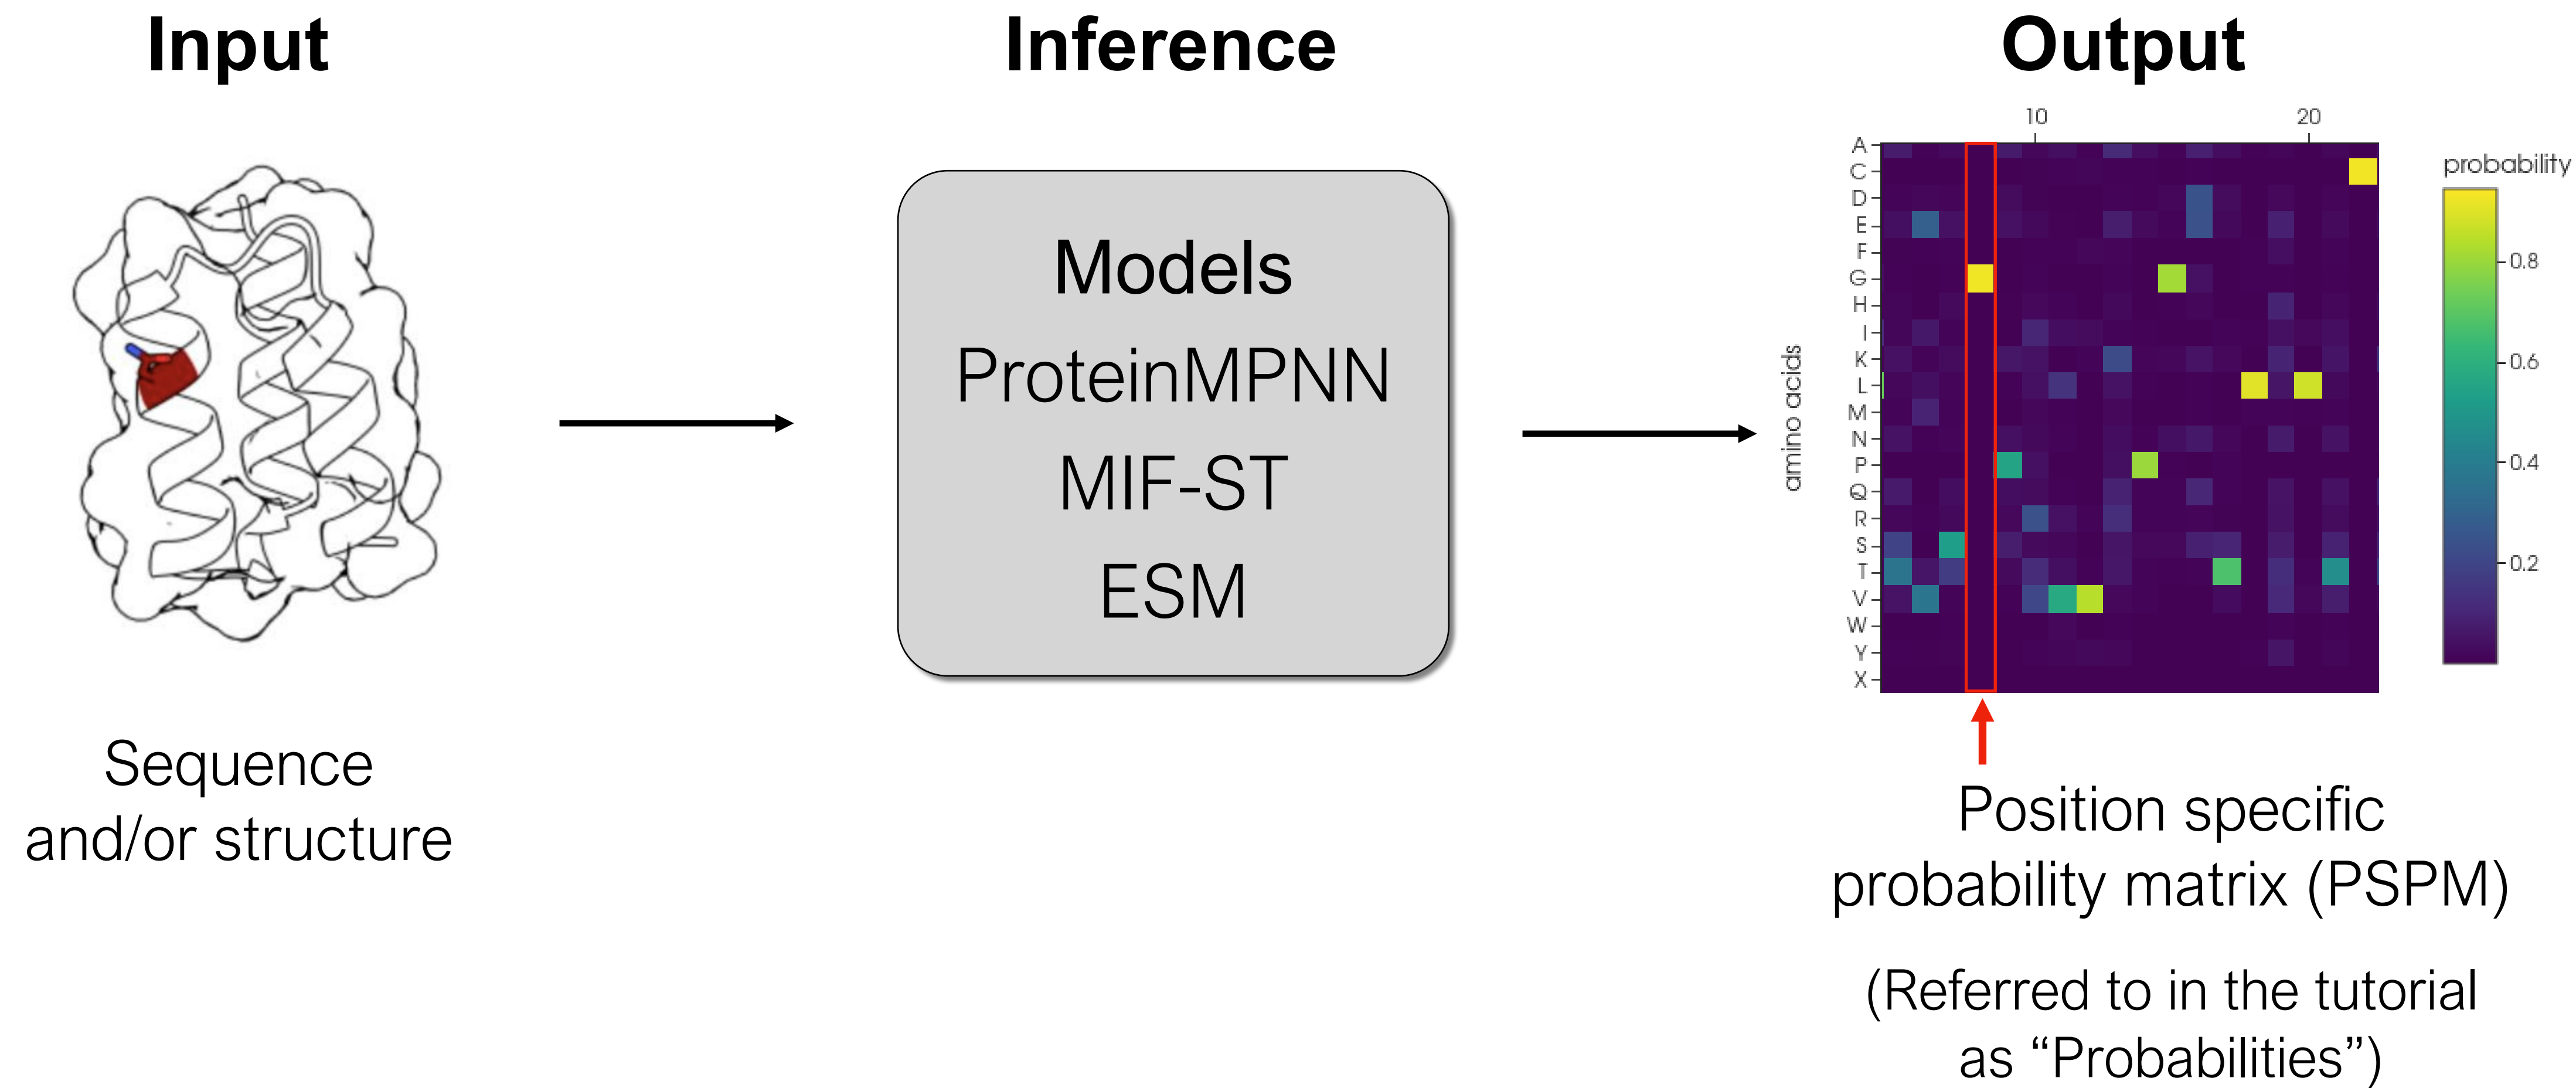 Input
Inference
Output
Sequence
and/or structure
Models
ProteinMPNN
MIF-ST
ESM
10
20
amino acids
A
C
D
E
F
G
H
I
K
L
M
N
P
Q
R
S
T
V
W
Y
X
probability
0.8
0.6
0.4
0.2
Position specific
probability matrix (PSPM)
(Referred to in the tutorial
as “Probabilities”)